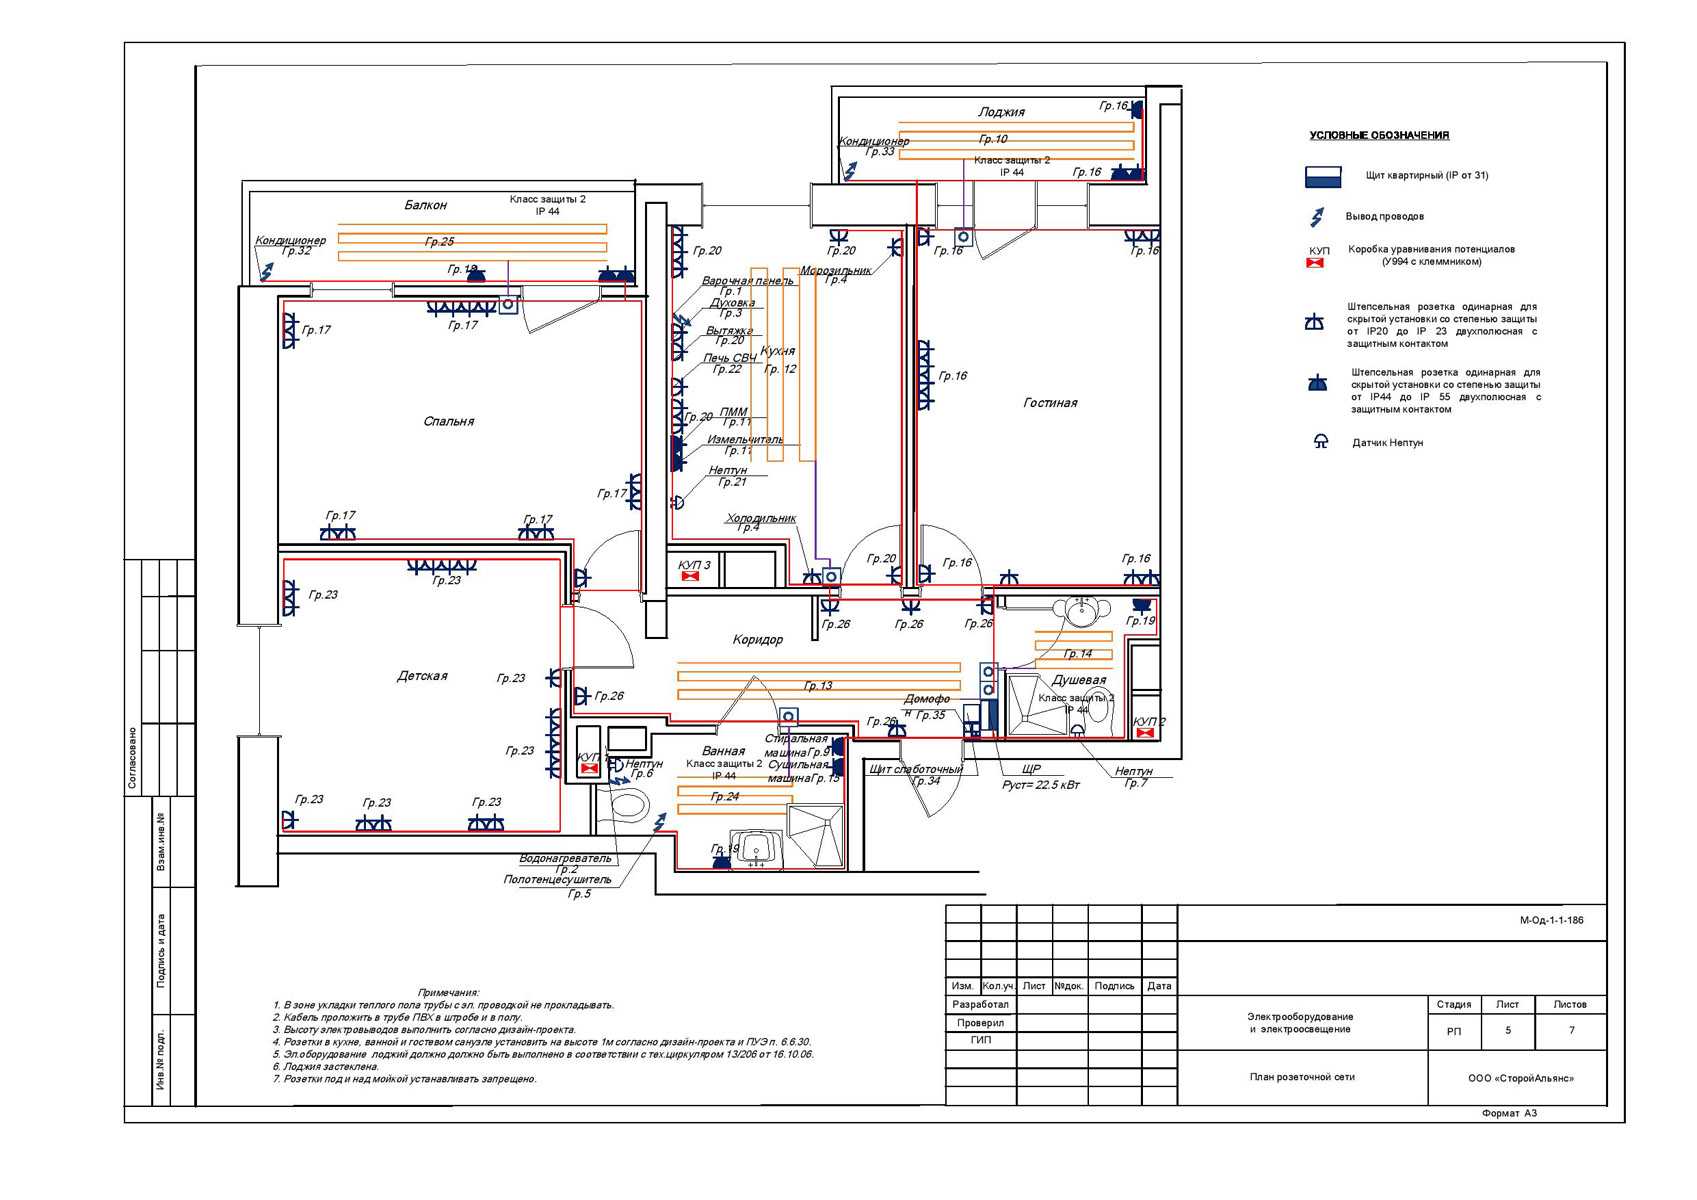 Лоджия
Гр.16
Гр.10
Кондиционер
Гр.33
Класс защиты 2
IP 44
Гр.16
Балкон
Класс защиты 2
IP 44
Гр.25
Кондиционер
Гр.32
Гр.18
Гр.20
Гр.20
Гр.16
Гр.16
Морозильник
Гр.4
Варочная панель
Гр.1
Духовка
Гр.3
Вытяжка
Гр.20
Кухня
Гр. 12
Печь СВЧ
Гр.22
Гр.17
Гр.17
Гр.16
Гостиная
Спальня
Гр.20
ПММ
Гр.11
Измельчитель
Гр.11
Нептун
Гр.21
Гр.17
Гр.17
Гр.17
Холодильник
Гр.4
Гр.20
Гр.16
Гр.16
КУП 3
Гр.23
Гр.23
Гр.26
Гр.26
Гр.26
Гр.19
Коридор
Гр.14
Детская
Гр.23
Гр.13
Душевая
Класс защиты 2
IP 44
Гр.26
Домофо
н
Гр.35
Гр.26
КУП 2
Гр.23
КУП 1
Нептун
Гр.6
Ванная
Класс защиты 2
IP 44
Стиральная
машина Гр.9
Сушильная
машина Гр.15
Гр.24
Щит слаботочный
Гр.34
ЩР
Руст= 22.5 кВт
Нептун
Гр.7
Гр.23
Гр.23
Гр.23
Гр.19
Водонагреватель
Гр.2
Полотенцесушитель
Гр.5
УСЛОВНЫЕ ОБОЗНАЧЕНИЯ
Щит квартирный (IP от 31)
Вывод проводов
КУП
Коробка уравнивания потенциалов
(У994 с клеммником)
Штепсельная розетка одинарная для
скрытой установки со степенью защиты
от IP20 до IP 23 двухполюсная с
защитным контактом
Штепсельная розетка одинарная для
скрытой установки со степенью защиты
от IP44 до IP 55 двухполюсная с
защитным контактом
Датчик Нептун
Примечания:
1. В зоне укладки теплого пола трубы с эл. проводкой не прокладывать.
2. Кабель проложить в трубе ПВХ в штробе и в полу.
3. Высоту электровыводов выполнить согласно дизайн-проекта.
4. Розетки в кухне, ванной и гостевом санузле установить на высоте 1м согласно дизайн-проекта и ПУЭ п. 6.6.30.
5. Эл.оборудование лоджий должно должно быть выполнено в соответствии с тех.циркуляром 13/206 от 16.10.06.
6. Лоджия застеклена.
7. Розетки под и над мойкой устанавливать запрещено.
Согласовано
Взам.инв.№
Подпись и дата
Инв.№ подл.
М-Од-1-1-186
Изм.
Кол.уч.
Лист
№док.
Подпись
Дата
Разработал
Проверил
ГИП
Электрооборудование
и электроосвещение
Стадия
Лист
Листов
РП
5
7
План розеточной сети
ООО «СторойАльянс»
Формат А3